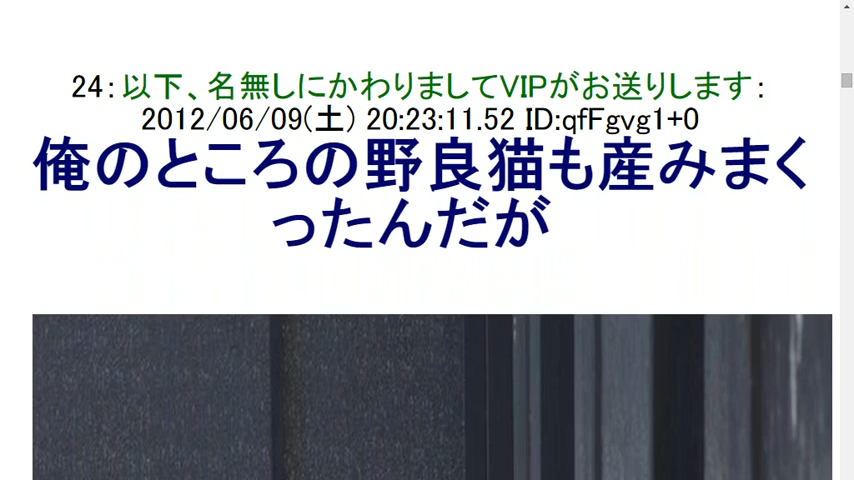 24：以下、名無しにかわりましてVIPがお送りします：
2012/06/09(土) 20:23:11.52 ID:qfFgvg1+0
俺のところの野良猫も産みまく
ったんだが